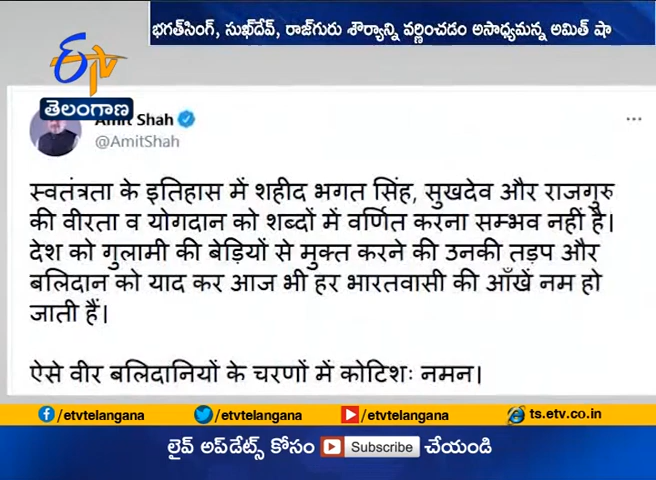 భగత్‌సింగ్, సుఖ్‌దేవ్, రాజ్‌గురు శౌర్యాన్ని వర్ణించడం అసాధ్యమన్న అమిత్ షా
ETV
తెలంగాణ
Amit Shah
@AmitShah
स्वतंत्रता के इतिहास में शहीद भगत सिंह, सुखदेव और राजगुरु
की वीरता व योगदान को शब्दों में वर्णित करना सम्भव नहीं है।
देश को गुलामी की बेड़ियों से मुक्त करने की उनकी तड़प और
बलिदान को याद कर आज भी हर भारतवासी की आँखें नम हो
जाती हैं।
ऐसे वीर बलिदानियों के चरणों में कोटिशः नमन।
/etvtelangana /etvtelangana /etvtelangana ts.etv.co.in
లైవ్ అప్‌డేట్స్ కోసం Subscribe చేయండి